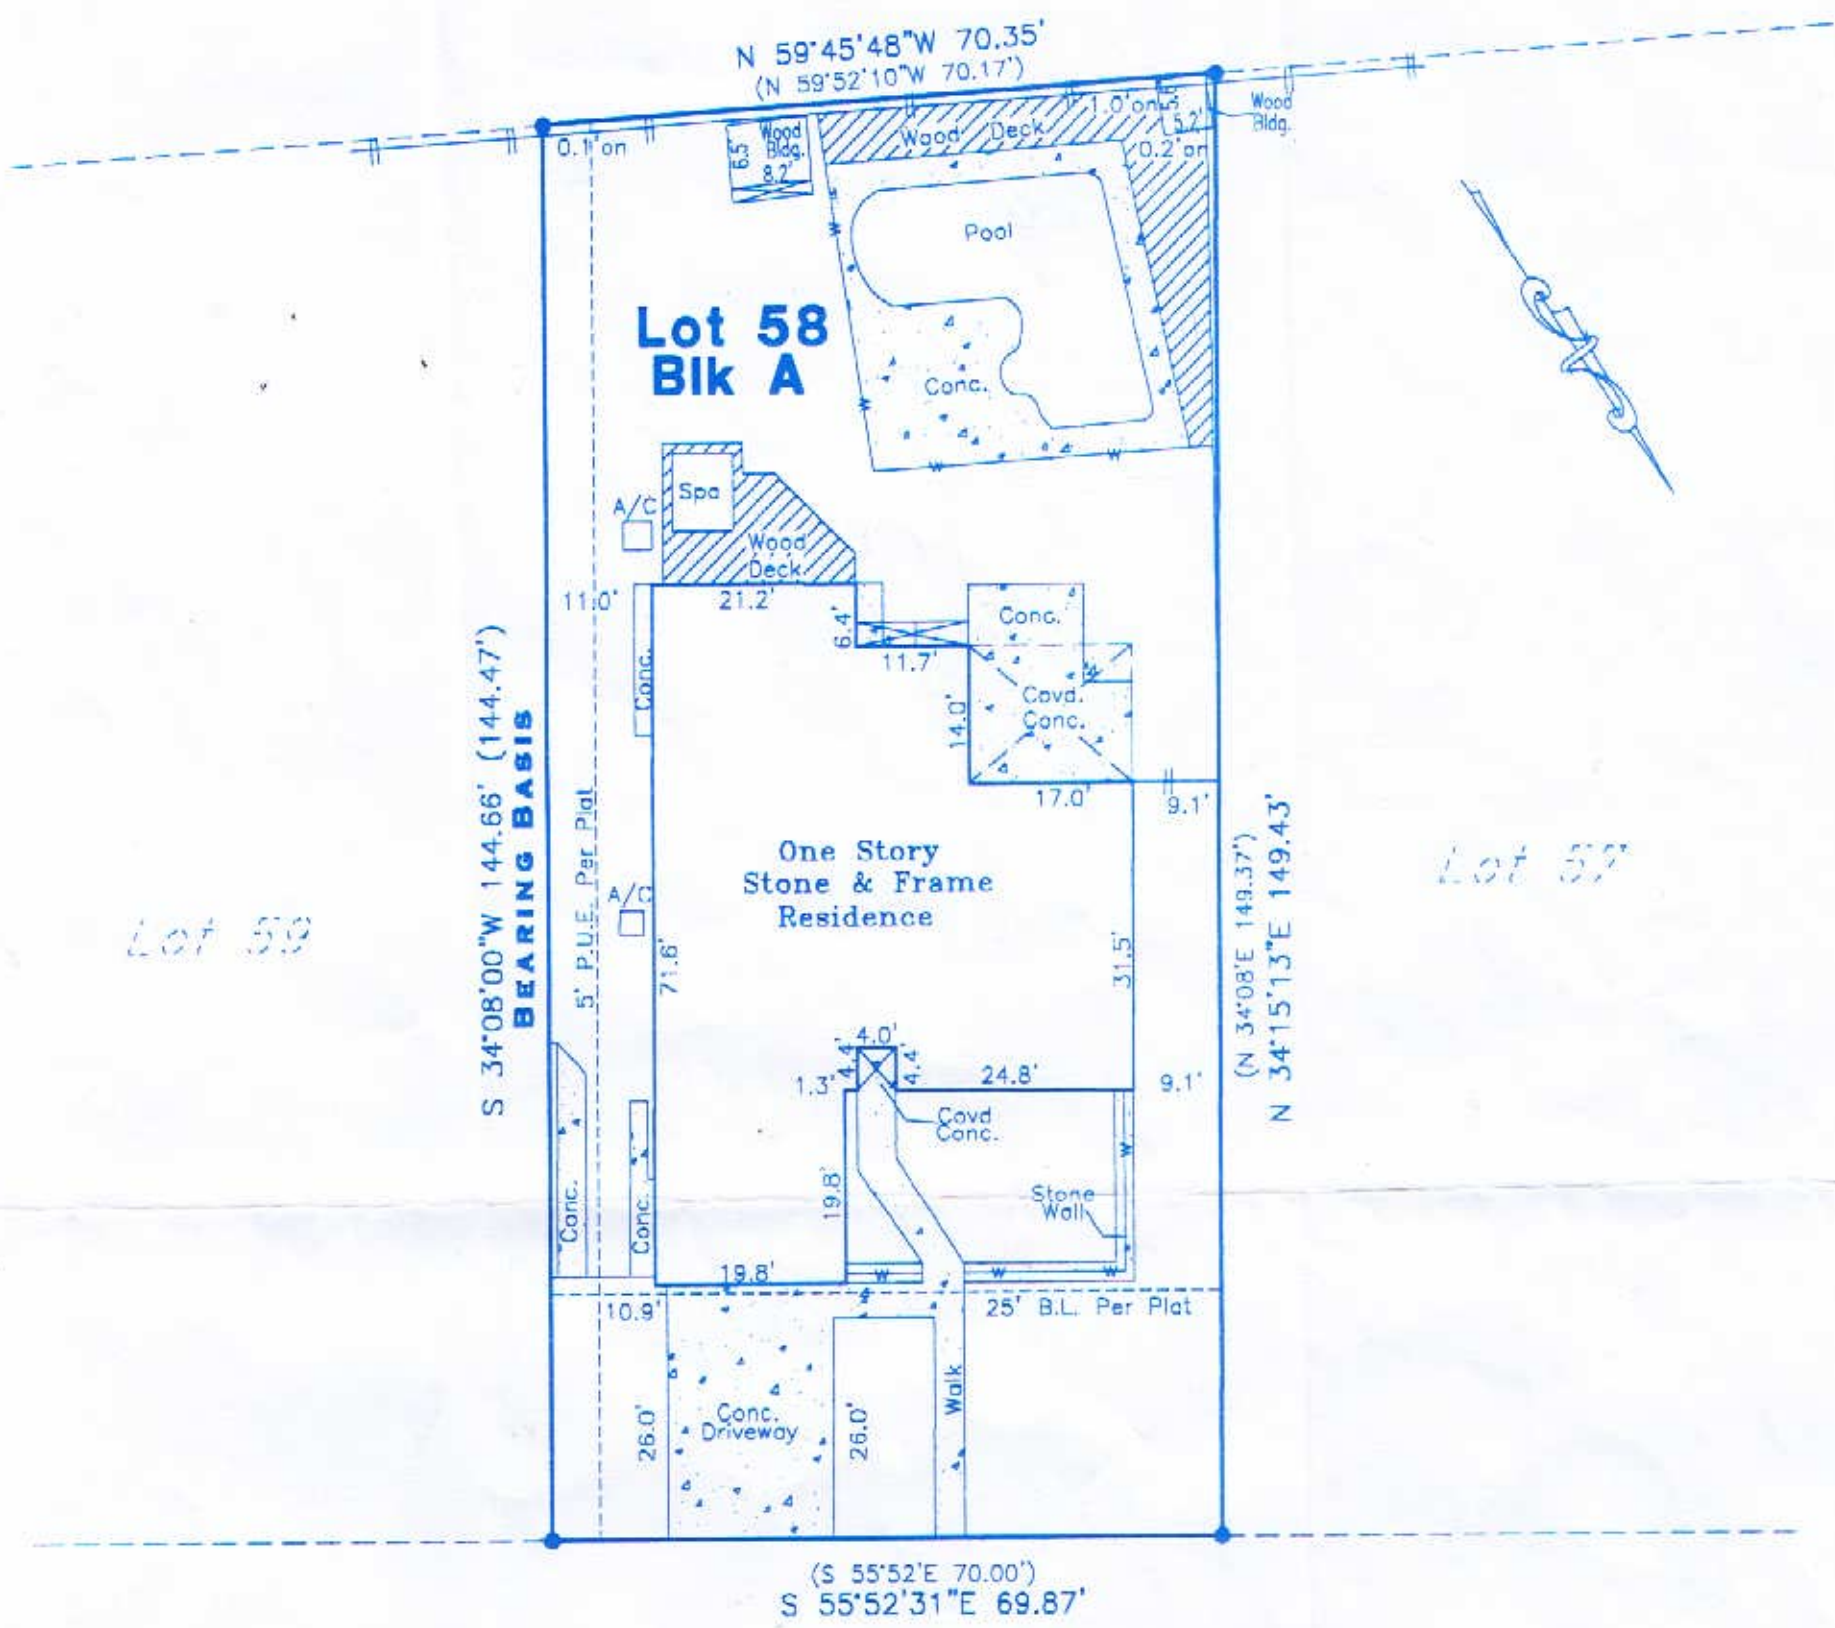 N 59°45'48"W 70.35'
(N 59°52'10"W 70.17')
0.1' on
Wood
Bldg.
6.5'
8.2'
Wood Deck
1.0' on
5.2'
0.2' on
Wood
Bldg.
Pool
Lot 58
Blk A
Conc.
Spa
A/C
Wood
Deck
11.0'
21.2'
6.4'
11.7'
Conc.
Conc.
Covd.
Conc.
14.0'
17.0'
9.1'
S 34°08'00"W 144.66' (144.47')
BEARING BASIS
5' P.U.E. Per Plat
A/C
One Story
Stone & Frame
Residence
71.6'
31.5'
(N 34°08'E 149.37')
N 34°15'13"E 149.43'
Lot 59
Lot 57
4.0'
4.4'
4.4'
1.3'
24.8'
9.1'
Covd
Conc.
19.8'
Stone
Wall
Conc.
Conc.
19.8'
10.9'
25' B.L. Per Plat
26.0'
Conc.
Driveway
26.0'
Walk
(S 55°52'E 70.00')
S 55°52'31"E 69.87'